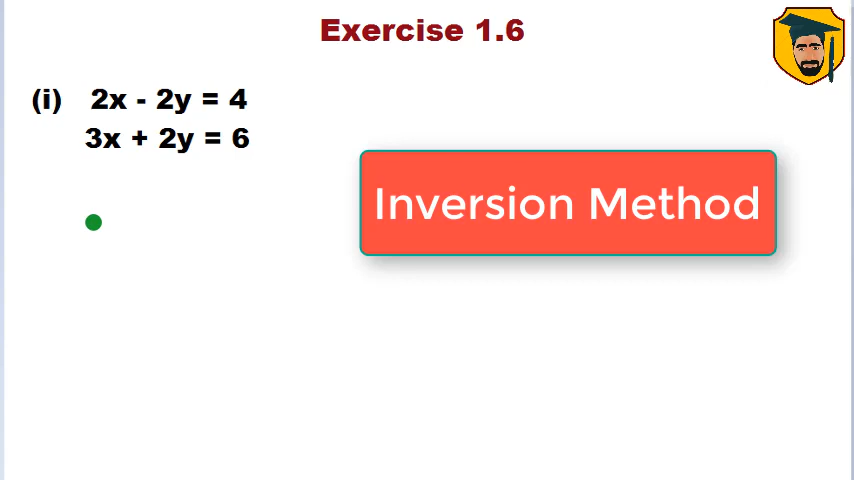 Exercise 1.6
(i) 2x - 2y = 4
3x + 2y = 6
Inversion Method